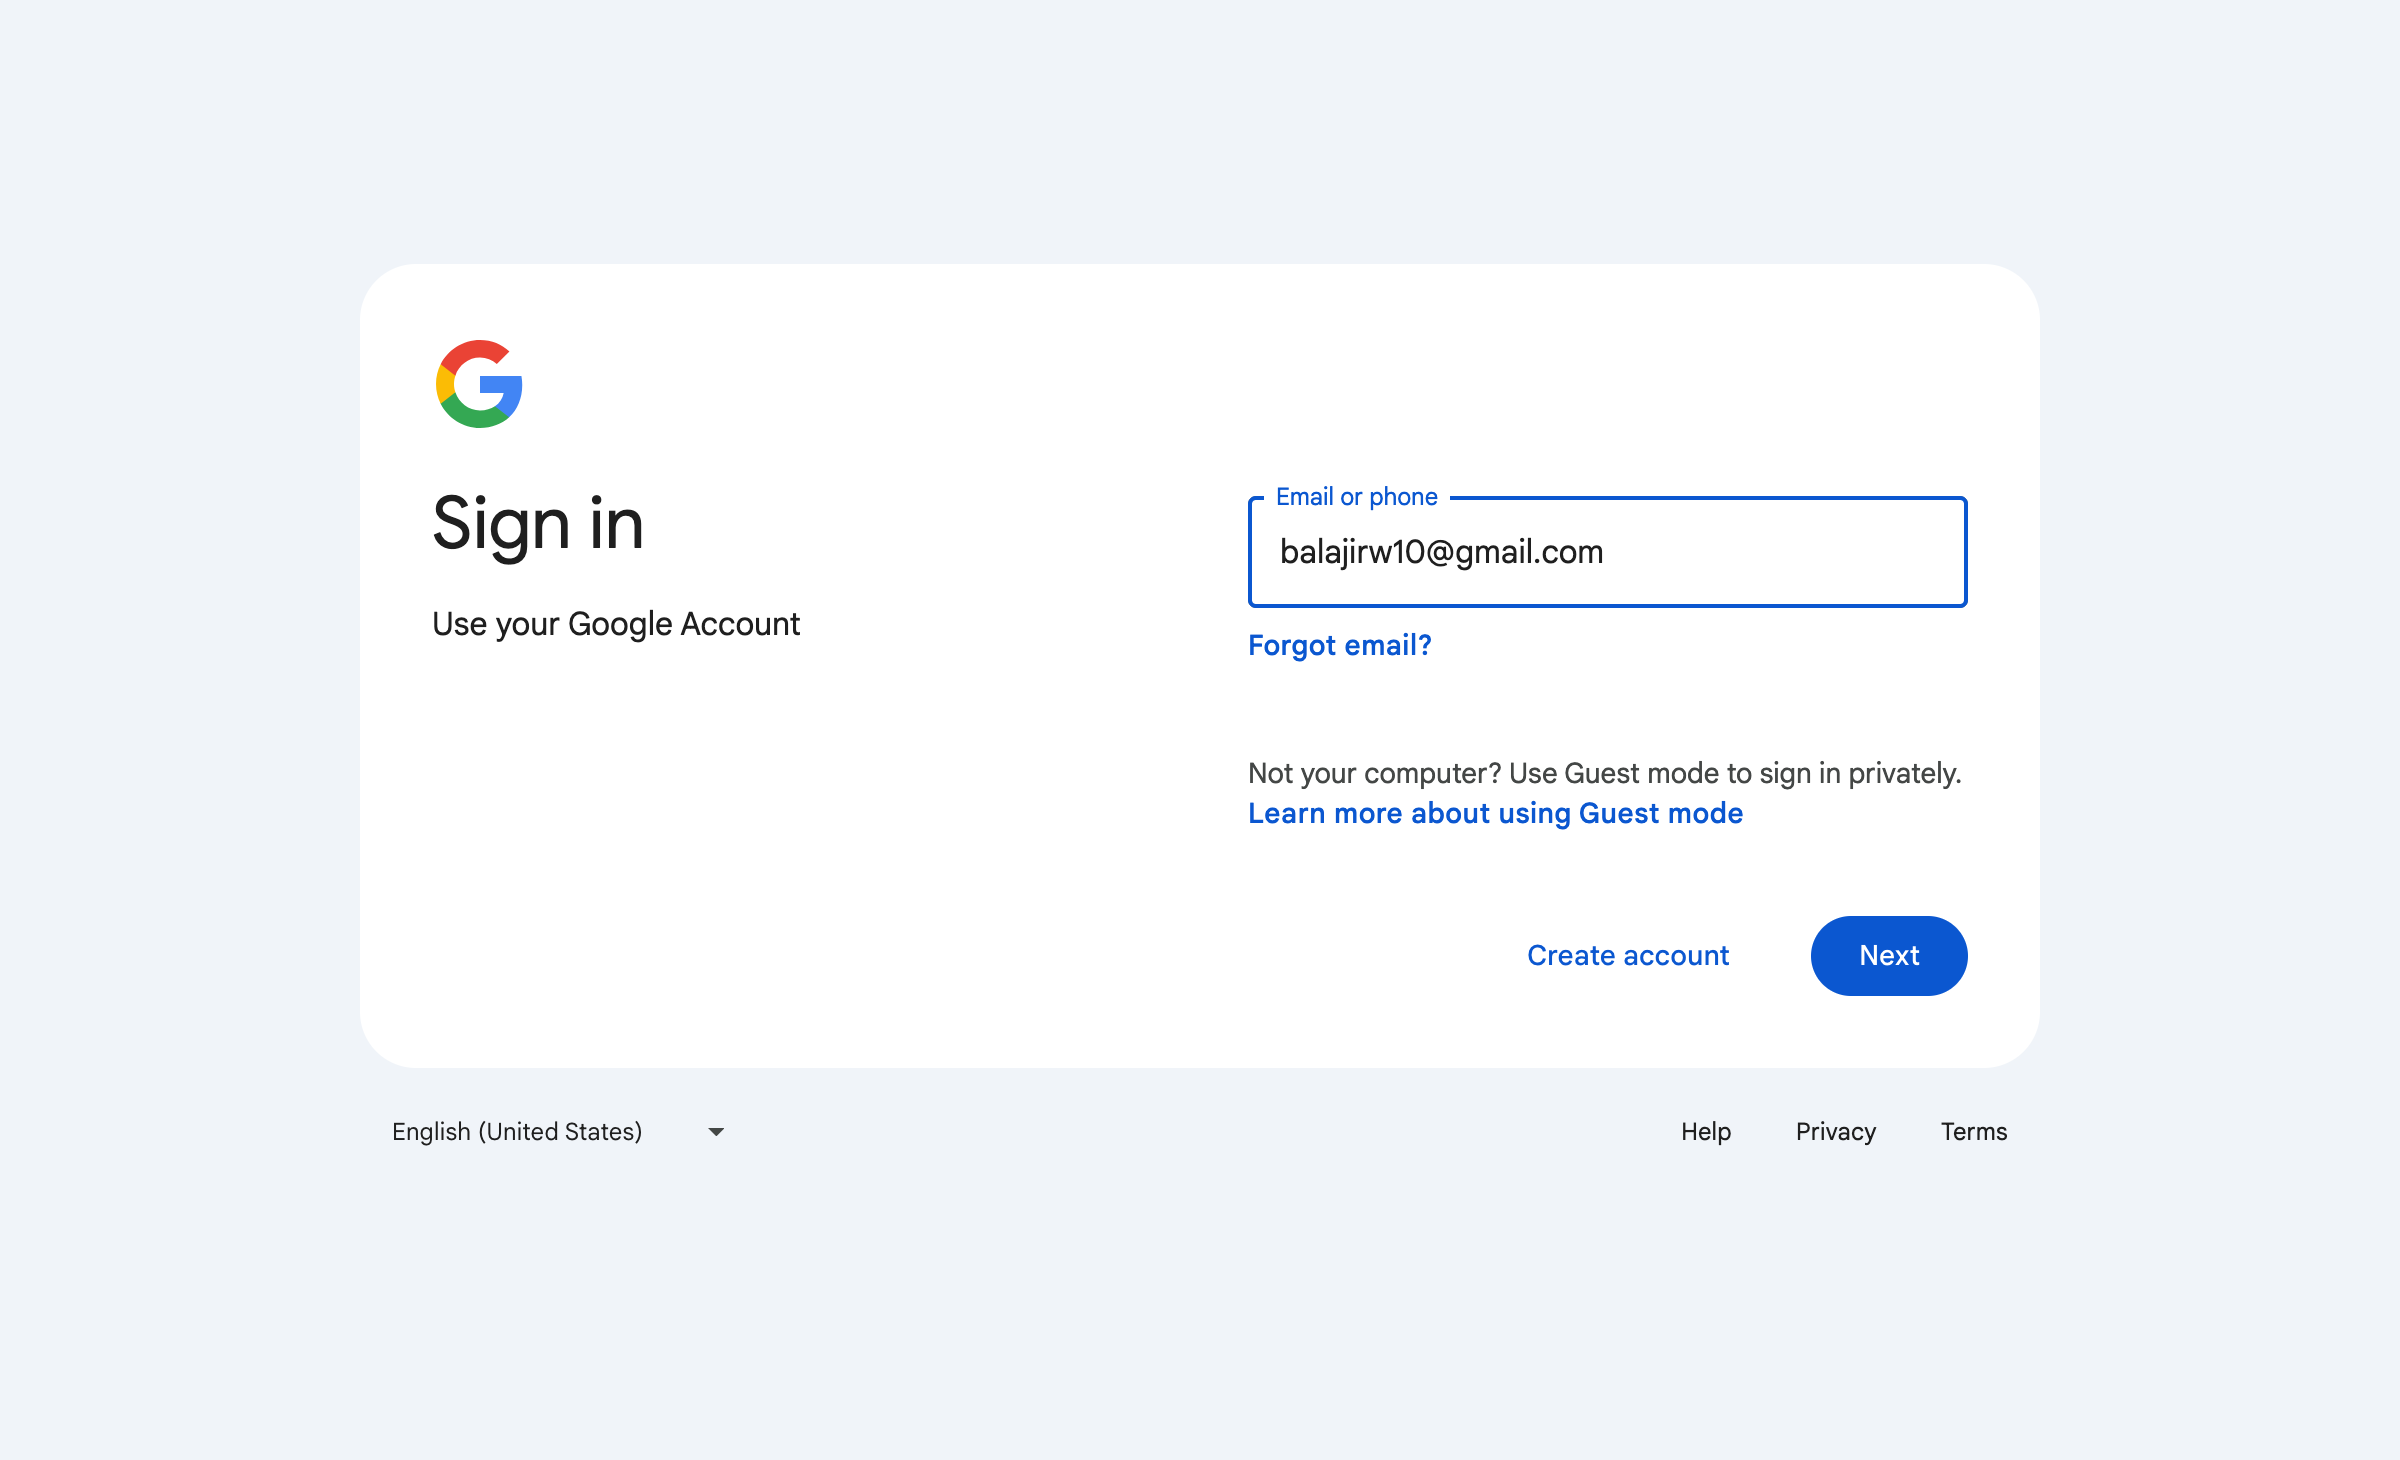 Sign in
Use your Google Account
Email or phone
balajirw10@gmail.com
Forgot email?
Not your computer? Use Guest mode to sign in privately.
Learn more about using Guest mode
Create account
Next
English (United States)
Help
Privacy
Terms